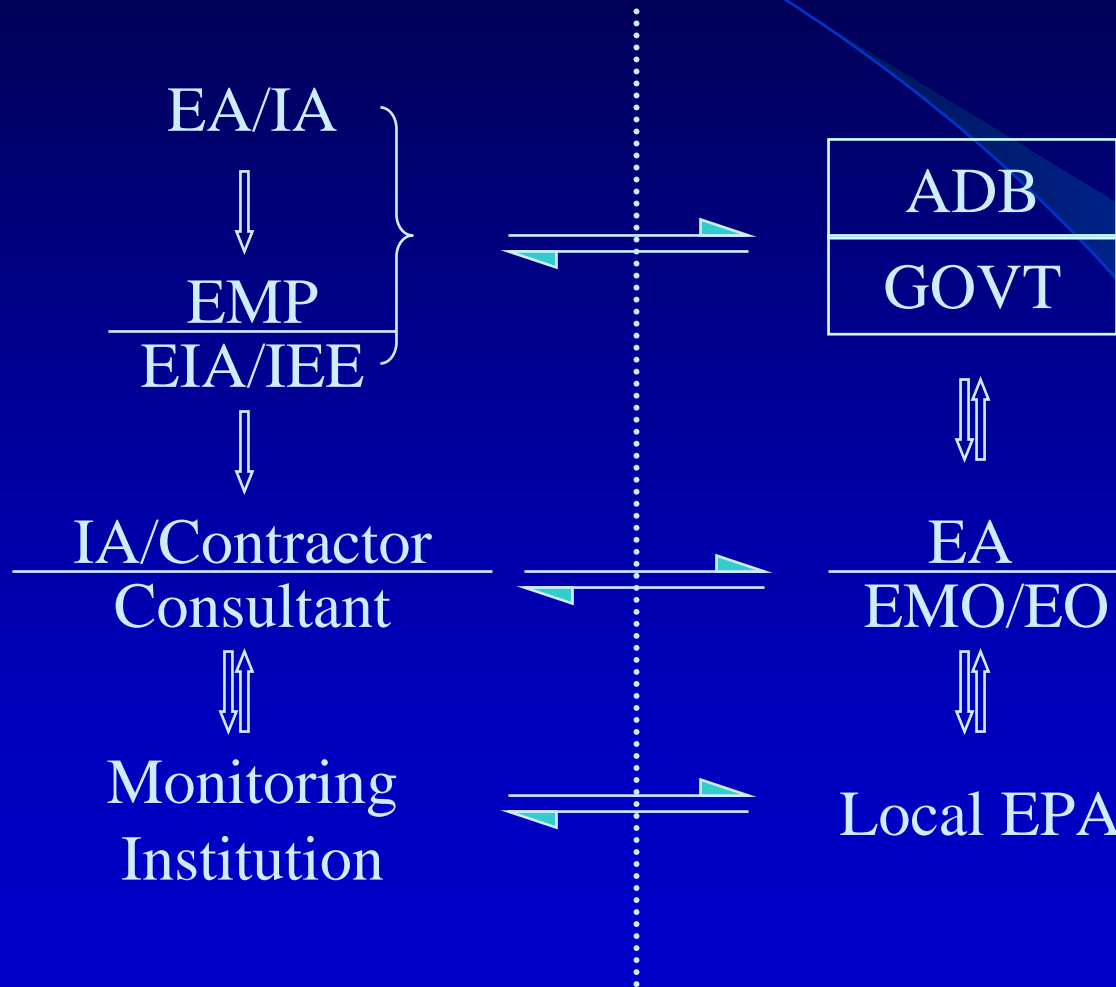 EA/IA
EMP
EIA/IEE
IA/Contractor
Consultant
Monitoring
Institution
ADB
GOVT
EA
EMO/EO
Local EPA